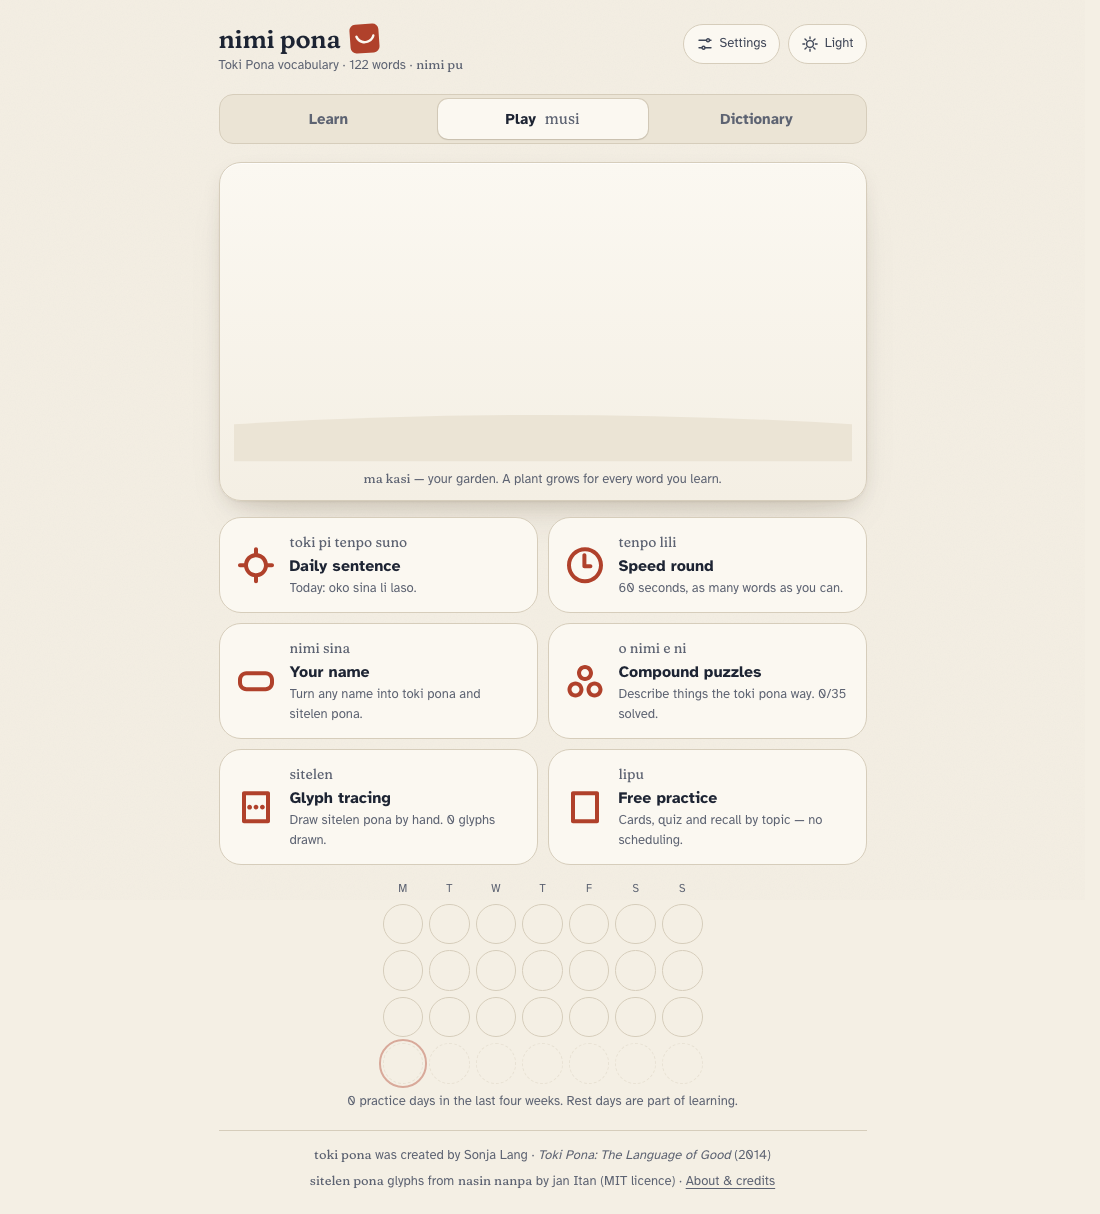 nimi pona
Toki Pona vocabulary · 122 words · nimi pu
Settings
Light
Learn
Play musi
Dictionary
ma kasi — your garden. A plant grows for every word you learn.
toki pi tenpo suno
Daily sentence
Today: oko sina li laso.
tenpo lili
Speed round
60 seconds, as many words as you can.
nimi sina
Your name
Turn any name into toki pona and
sitelen pona.
o nimi e ni
Compound puzzles
Describe things the toki pona way. 0/35
solved.
sitelen
Glyph tracing
Draw sitelen pona by hand. 0 glyphs
drawn.
lipu
Free practice
Cards, quiz and recall by topic — no
scheduling.
M T W T F S S
0 practice days in the last four weeks. Rest days are part of learning.
toki pona was created by Sonja Lang · Toki Pona: The Language of Good (2014)
sitelen pona glyphs from nasin nanpa by jan Itan (MIT licence) · About & credits